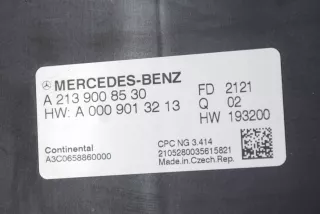 MERCEDES-BENZ
A 213 900 85 30
HW: A 000 901 32 13
FD 2121
Q 02
HW 193200
Continental
A3C0658860000
CPC NG 3.414
2105280035615821
Made in Czech.Rep.